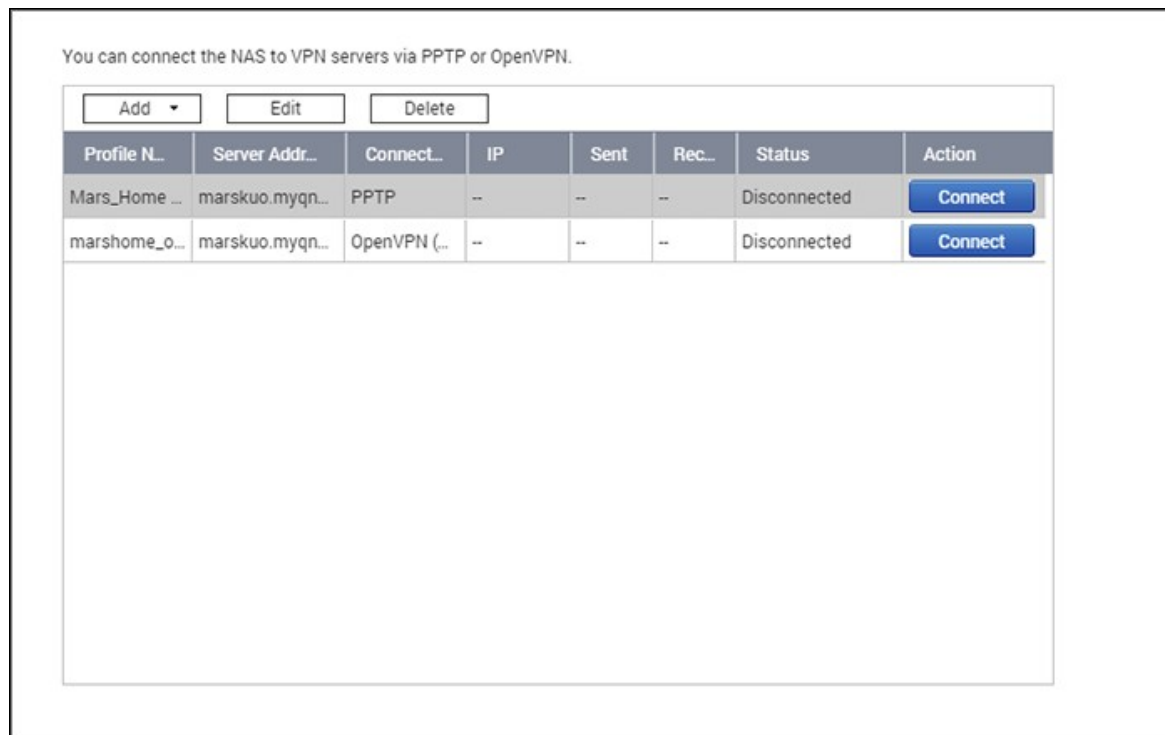 You can connect the NAS to VPN servers via PPTP or OpenVPN.
Add Edit Delete
Profile N... Server Addr... Connect... IP Sent Rec... Status Action
Mars_Home ... marskuo.myqn... PPTP -- -- -- Disconnected Connect
marshome_o... marskuo.myqn... OpenVPN (... -- -- -- Disconnected Connect